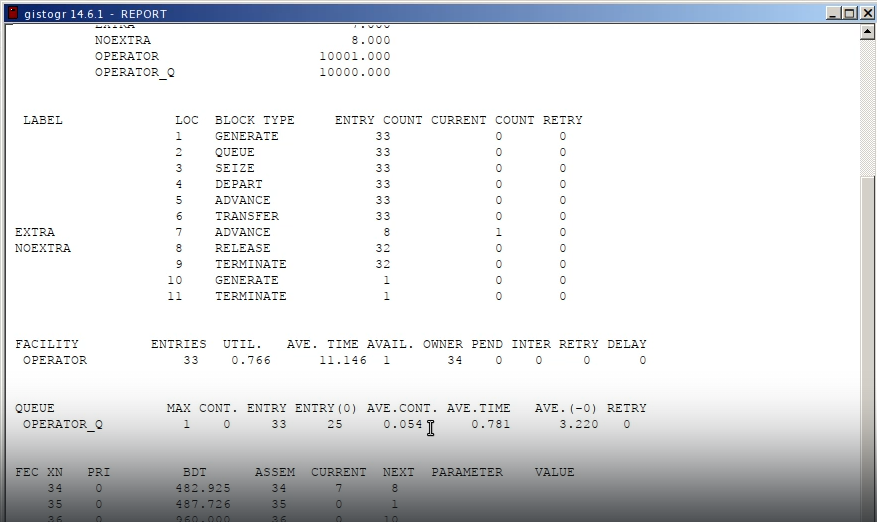 gistogr 14.6.1 - REPORT
EXTRA 7.000
NOEXTRA 8.000
OPERATOR 10001.000
OPERATOR_Q 10000.000
LABEL LOC BLOCK TYPE ENTRY COUNT CURRENT COUNT RETRY
1 GENERATE 33 0 0
2 QUEUE 33 0 0
3 SEIZE 33 0 0
4 DEPART 33 0 0
5 ADVANCE 33 0 0
6 TRANSFER 33 0 0
EXTRA 7 ADVANCE 8 1 0
NOEXTRA 8 RELEASE 32 0 0
9 TERMINATE 32 0 0
10 GENERATE 1 0 0
11 TERMINATE 1 0 0
FACILITY ENTRIES UTIL. AVE. TIME AVAIL. OWNER PEND INTER RETRY DELAY
OPERATOR 33 0.766 11.146 1 34 0 0 0 0
QUEUE MAX CONT. ENTRY ENTRY(0) AVE.CONT. AVE.TIME AVE.(-0) RETRY
OPERATOR_Q 1 0 33 25 0.054 0.781 3.220 0
FEC XN PRI BDT ASSEM CURRENT NEXT PARAMETER VALUE
34 0 482.925 34 7 8
35 0 487.726 35 0 1
36 0 960.000 36 0 10